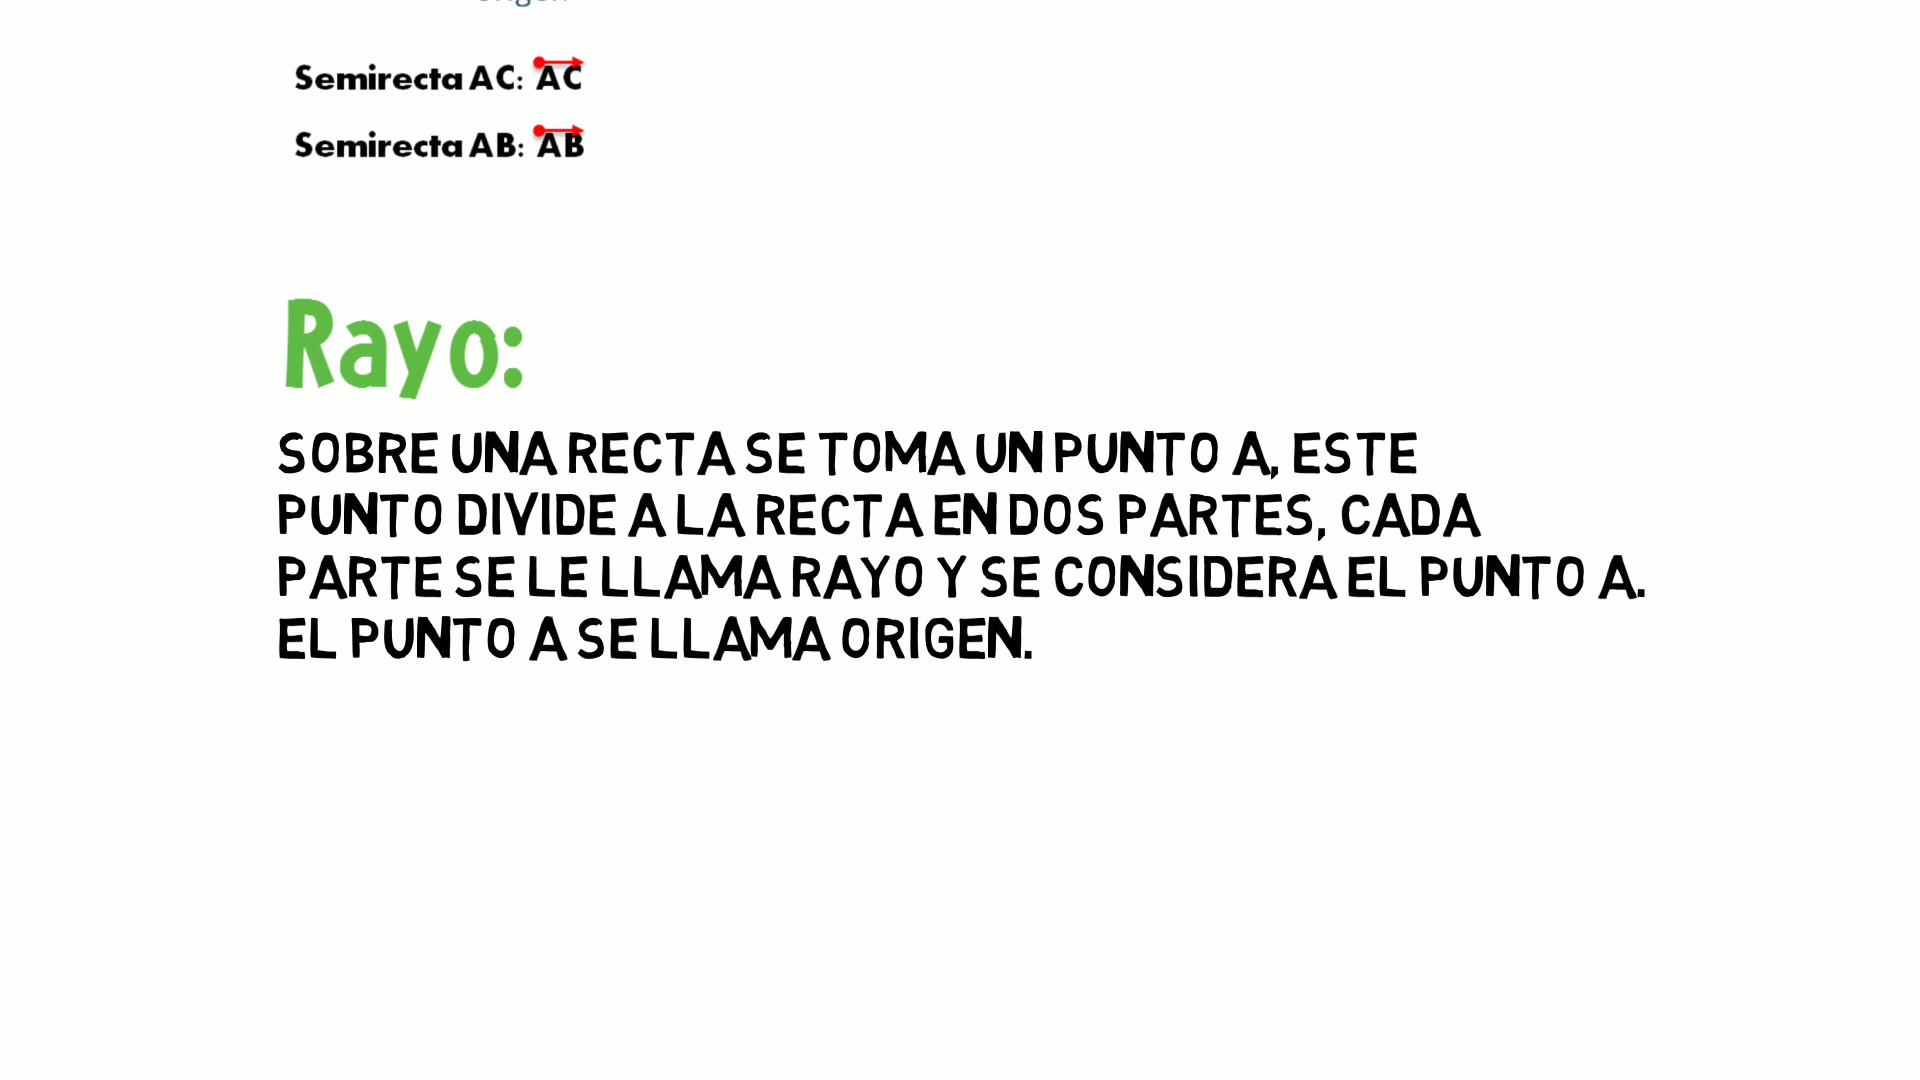 Semirecta AC: AC
Semirecta AB: AB
Rayo:
SOBRE UNA RECTA SE TOMA UN PUNTO A, ESTE
PUNTO DIVIDE A LA RECTA EN DOS PARTES, CADA
PARTE SE LE LLAMA RAYO Y SE CONSIDERA EL PUNTO A.
EL PUNTO A SE LLAMA ORIGEN.